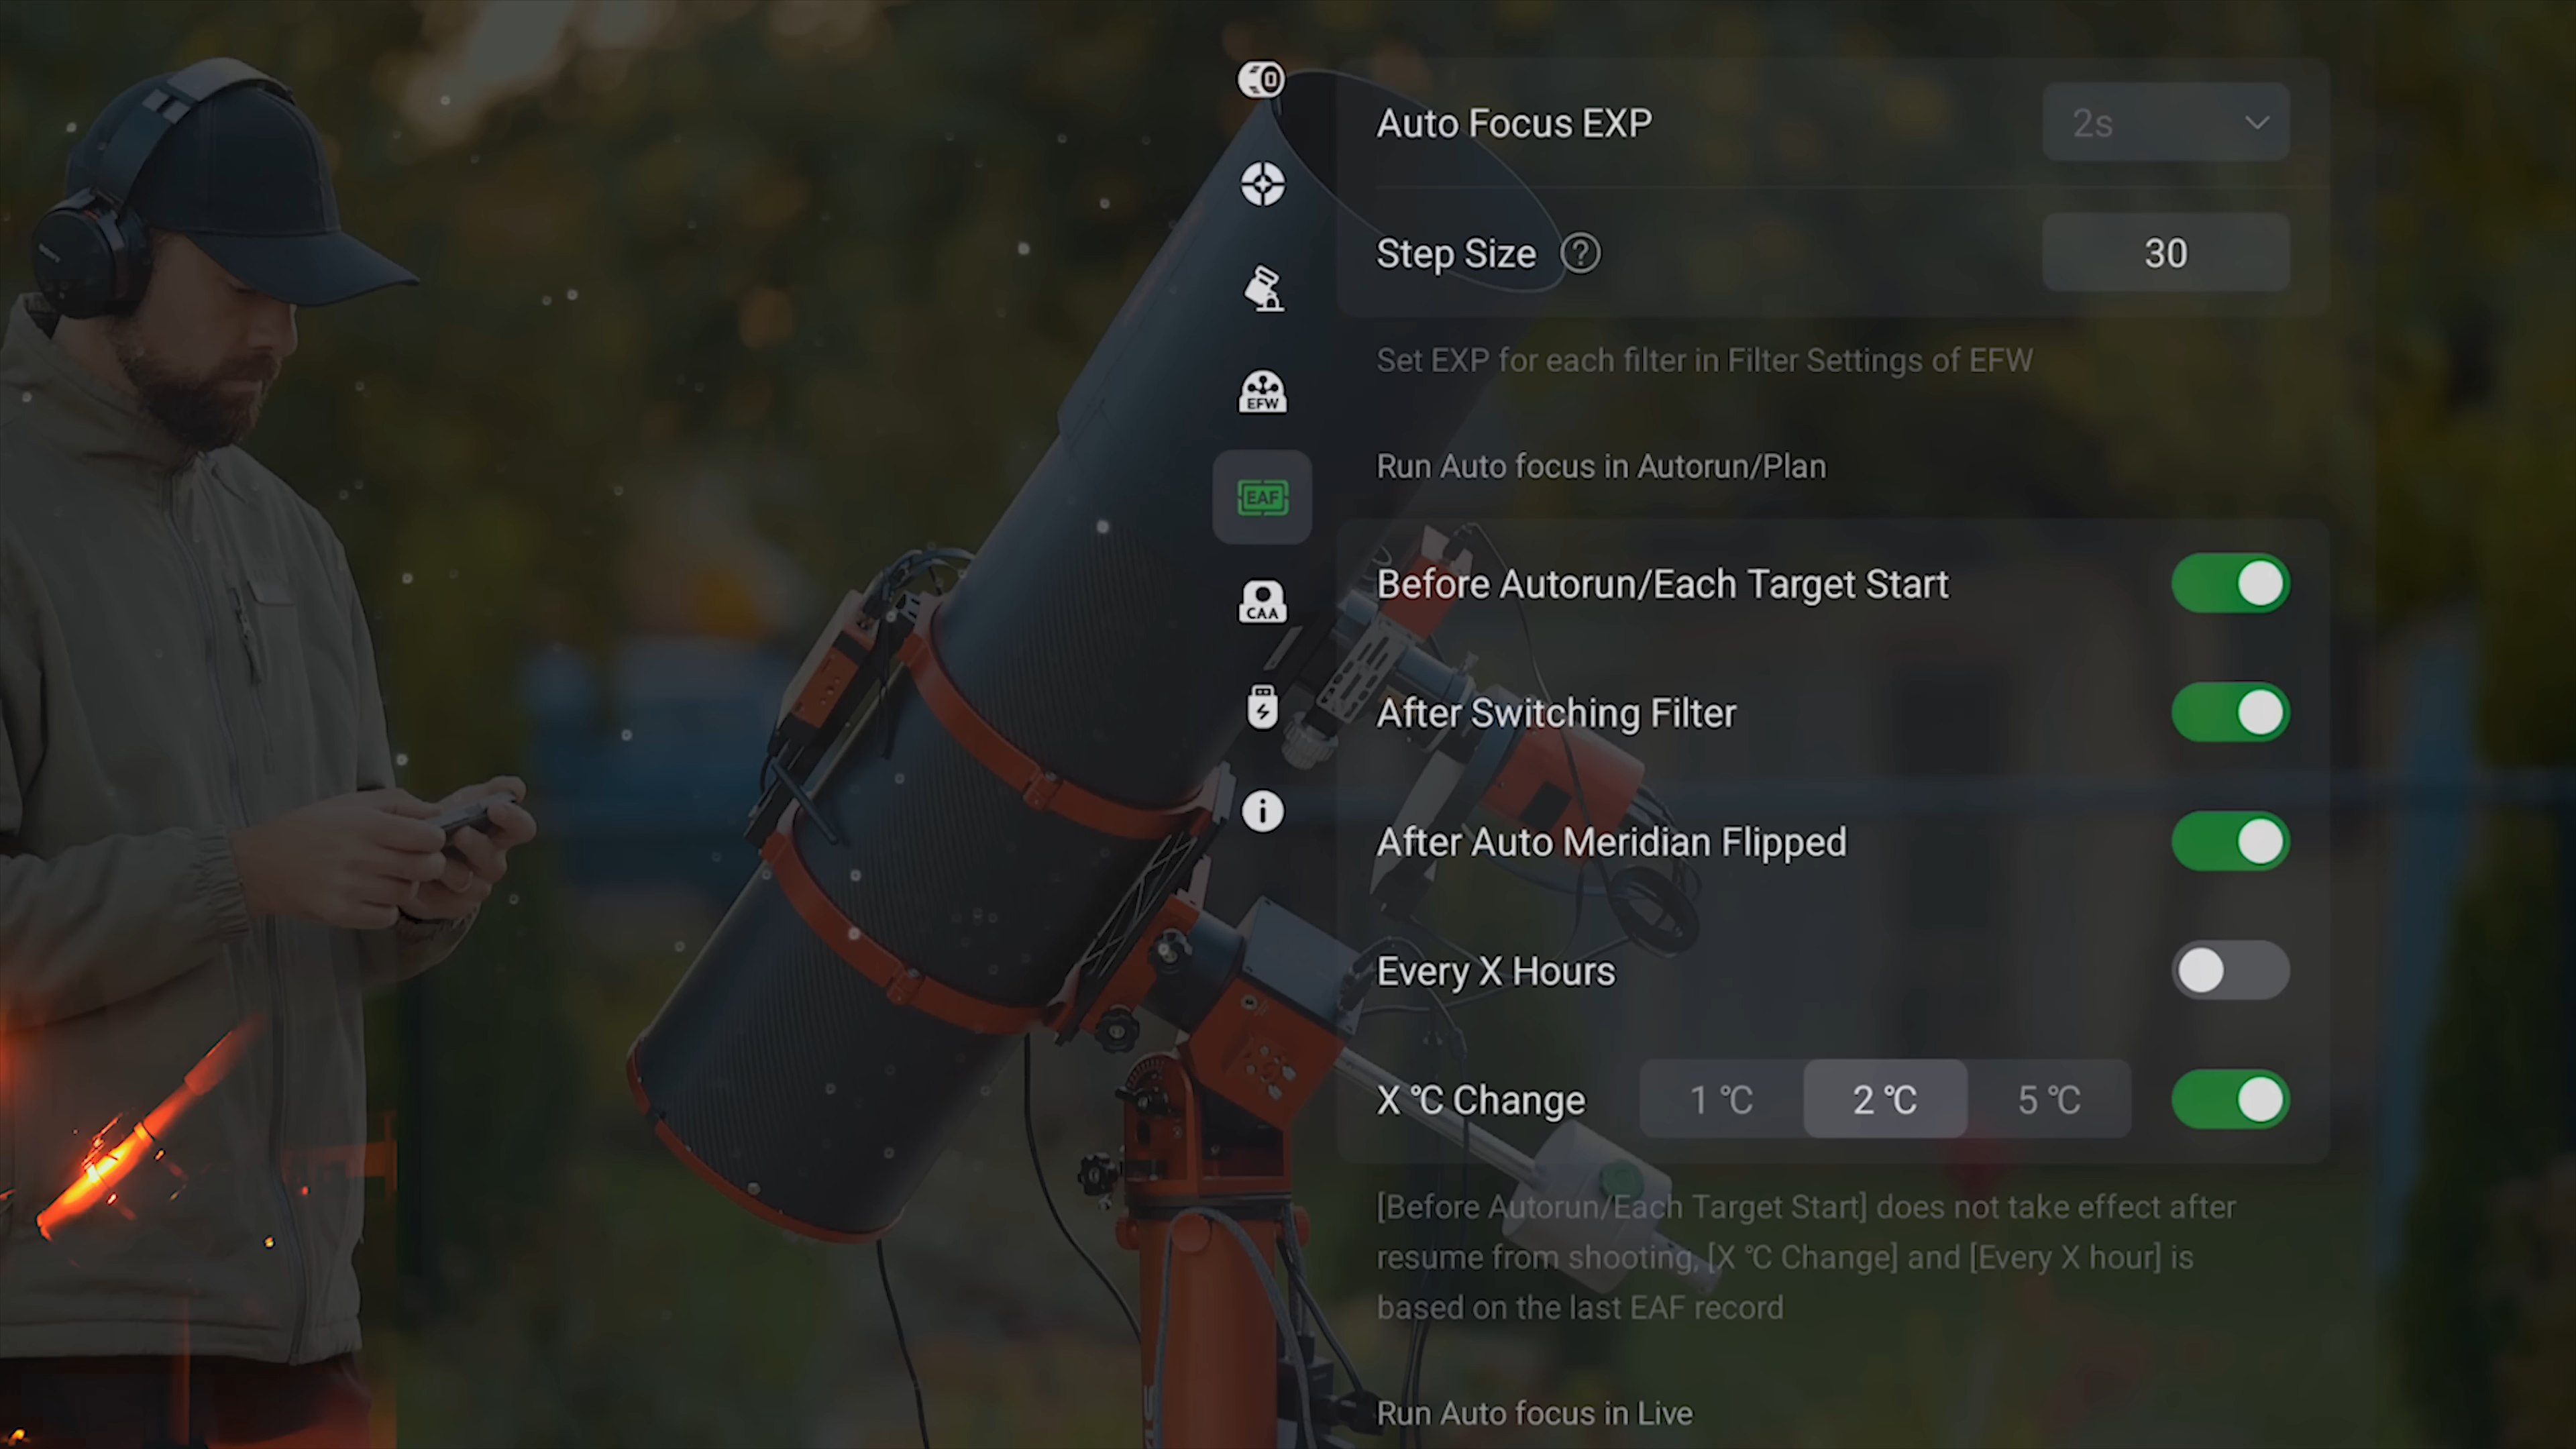 Auto Focus EXP
2s
Step Size ?
30
Set EXP for each filter in Filter Settings of EFW
Run Auto focus in Autorun/Plan
EFW
EAF
Before Autorun/Each Target Start
CAA
After Switching Filter
i
After Auto Meridian Flipped
Every X Hours
X °C Change
1 °C 2 °C 5 °C
[Before Autorun/Each Target Start] does not take effect after
resume from shooting, [X °C Change] and [Every X hour] is
based on the last EAF record
Run Auto focus in Live